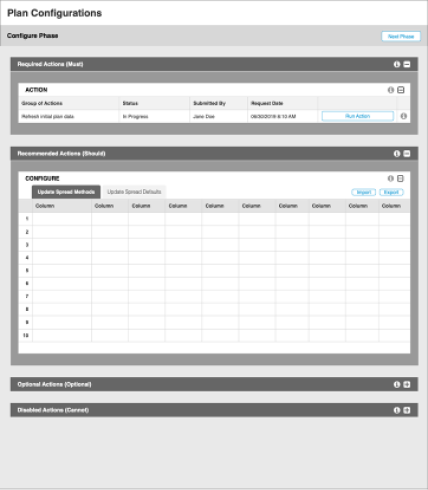 Plan Configurations
Configure Phase
Next Phase
Required Actions (Must)
ACTION
Group of Actions Status Submitted By Request Date
Refresh initial plan data In Progress Jane Doe 06/30/2019 8:10 AM Run Action
Recommended Actions (Should)
CONFIGURE
Update Spread Methods Update Spread Defaults Import Export
Column Column Column Column Column Column Column Column Column
1
2
3
4
5
6
7
8
9
10
Optional Actions (Optional)
Disabled Actions (Cannot)